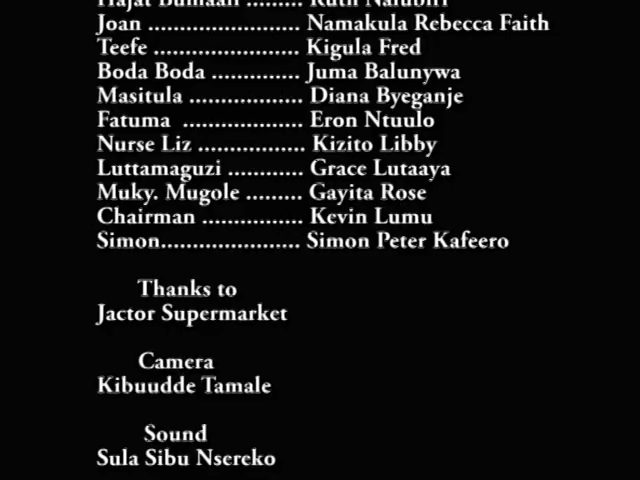 Joan ..................... Namakula Rebecca Faith
Teefe ..................... Kigula Fred
Boda Boda ............. Juma Balunywa
Masitula ................. Diana Byeganje
Fatuma .................. Eron Ntuulo
Nurse Liz ................ Kizito Libby
Luttamaguzi ........... Grace Lutaaya
Muky. Mugole ........ Gayita Rose
Chairman ............... Kevin Lumu
Simon.................... Simon Peter Kafeero
Thanks to
Jactor Supermarket
Camera
Kibuudde Tamale
Sound
Sula Sibu Nsereko